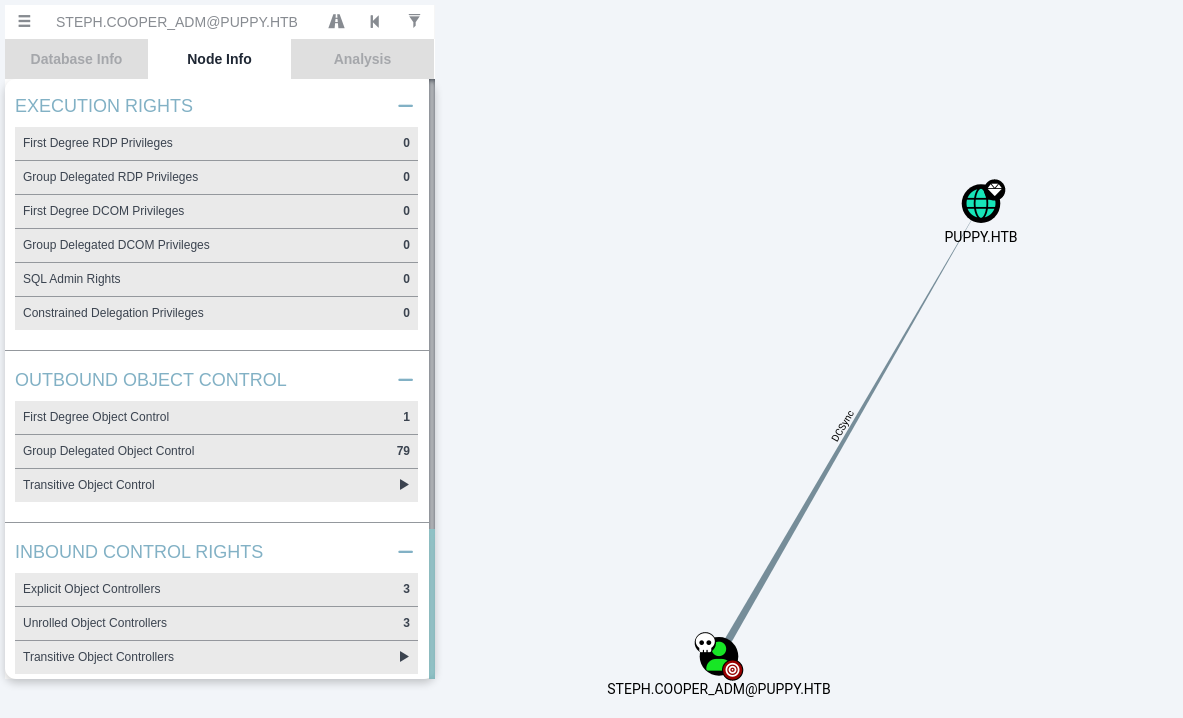 STEPH.COOPER_ADM@PUPPY.HTB
Database Info
Node Info
Analysis
EXECUTION RIGHTS
First Degree RDP Privileges 0
Group Delegated RDP Privileges 0
First Degree DCOM Privileges 0
Group Delegated DCOM Privileges 0
SQL Admin Rights 0
Constrained Delegation Privileges 0
OUTBOUND OBJECT CONTROL
First Degree Object Control 1
Group Delegated Object Control 79
Transitive Object Control
INBOUND CONTROL RIGHTS
Explicit Object Controllers 3
Unrolled Object Controllers 3
Transitive Object Controllers
PUPPY.HTB
DCSync
STEPH.COOPER_ADM@PUPPY.HTB